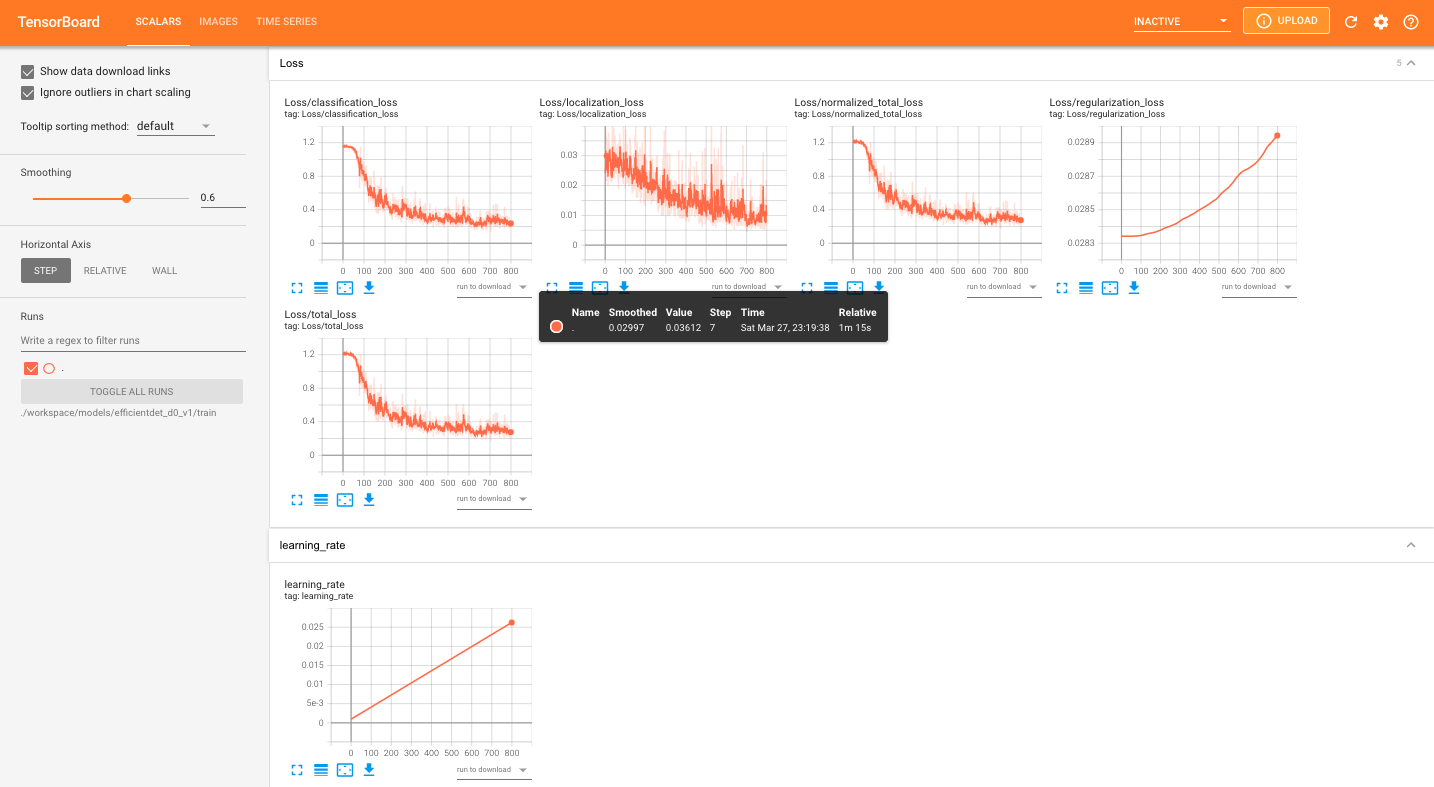 TensorBoard SCALARS IMAGES TIME SERIES INACTIVE UPLOAD
Show data download links
Ignore outliers in chart scaling
Tooltip sorting method: default
Smoothing
0.6
Horizontal Axis
STEP RELATIVE WALL
Runs
Write a regex to filter runs
.
TOGGLE ALL RUNS
./workspace/models/efficientdet_d0_v1/train
Loss 5
Loss/classification_loss
tag: Loss/classification_loss
1.2
0.8
0.4
0
0 100 200 300 400 500 600 700 800
run to download
Loss/localization_loss
tag: Loss/localization_loss
0.03
0.02
0.01
0
0 100 200 300 400 500 600 700 800
run to download
Loss/normalized_total_loss
tag: Loss/normalized_total_loss
1.2
0.8
0.4
0
0 100 200 300 400 500 600 700 800
run to download
Loss/regularization_loss
tag: Loss/regularization_loss
0.0289
0.0287
0.0285
0.0283
0 100 200 300 400 500 600 700 800
run to download
Name Smoothed Value Step Time Relative
. 0.02997 0.03612 7 Sat Mar 27, 23:19:38 1m 15s
Loss/total_loss
tag: Loss/total_loss
1.2
0.8
0.4
0
0 100 200 300 400 500 600 700 800
run to download
learning_rate
learning_rate
tag: learning_rate
0.025
0.02
0.015
0.01
5e-3
0
0 100 200 300 400 500 600 700 800
run to download